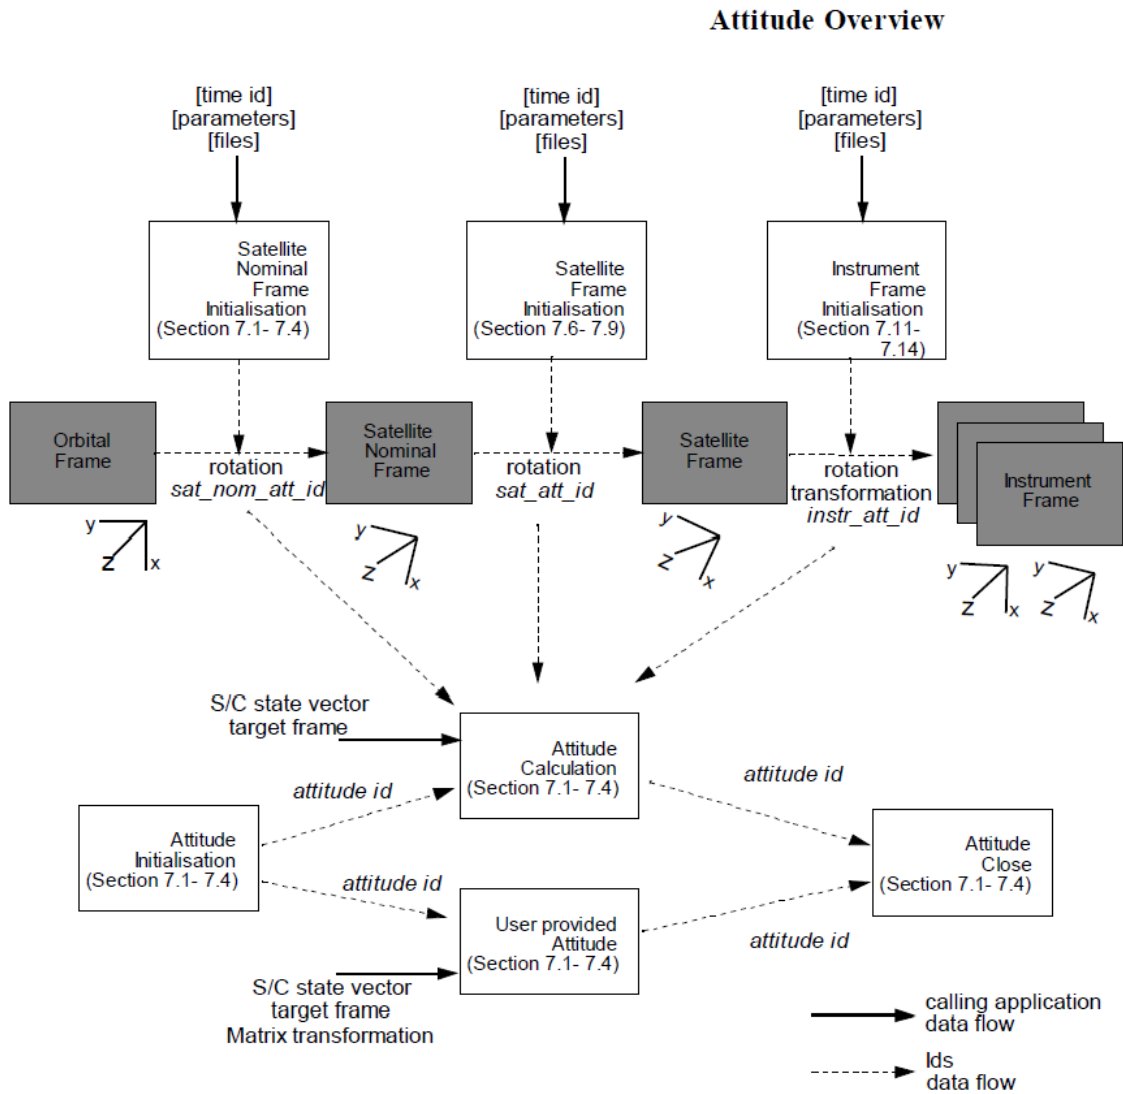 Attitude Overview
[time id]
[parameters]
[files]
[time id]
[parameters]
[files]
[time id]
[parameters]
[files]
Satellite
Nominal
Frame
Initialisation
(Section 7.1- 7.4)
Satellite
Frame
Initialisation
(Section 7.6- 7.9)
Instrument
Frame
Initialisation
(Section 7.11-
7.14)
Orbital
Frame
rotation
sat_nom_att_id
Satellite
Nominal
Frame
rotation
sat_att_id
Satellite
Frame
rotation
transformation
instr_att_id
Instrument
Frame
y
z
x
y
z
x
y
z
x
y
z
x
y
z
x
S/C state vector
target frame
Attitude
Calculation
(Section 7.1- 7.4)
attitude id
attitude id
Attitude
Initialisation
(Section 7.1- 7.4)
attitude id
Attitude
Close
(Section 7.1- 7.4)
User provided
Attitude
(Section 7.1- 7.4)
attitude id
S/C state vector
target frame
Matrix transformation
calling application
data flow
Ids
data flow